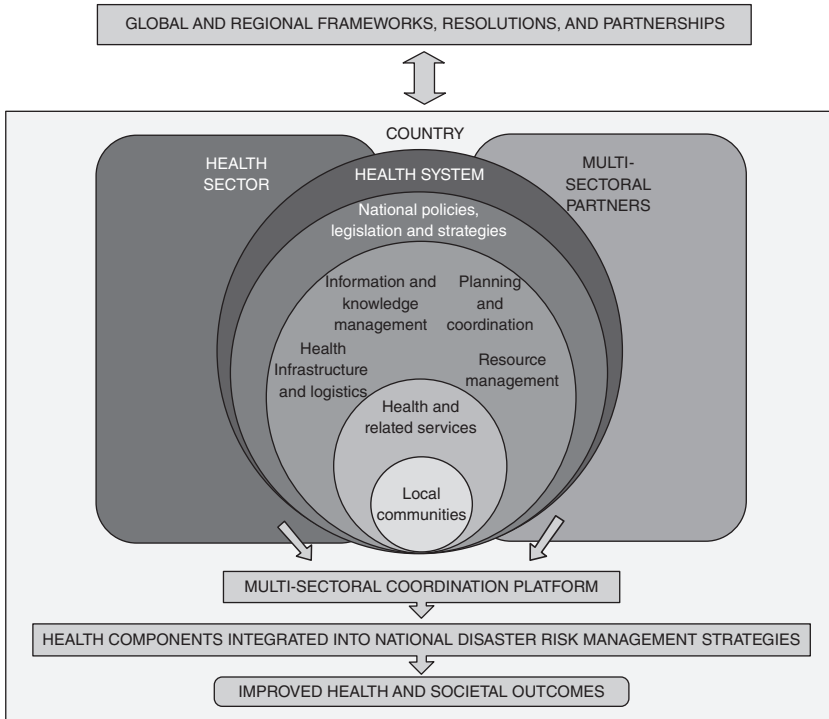 GLOBAL AND REGIONAL FRAMEWORKS, RESOLUTIONS, AND PARTNERSHIPS
COUNTRY
HEALTH
SECTOR
HEALTH SYSTEM
MULTI-
SECTORAL
PARTNERS
National policies,
legislation and strategies
Information and
knowledge
management
Planning
and
coordination
Health
Infrastructure
and logistics
Resource
management
Health and
related services
Local
communities
MULTI-SECTORAL COORDINATION PLATFORM
HEALTH COMPONENTS INTEGRATED INTO NATIONAL DISASTER RISK MANAGEMENT STRATEGIES
IMPROVED HEALTH AND SOCIETAL OUTCOMES